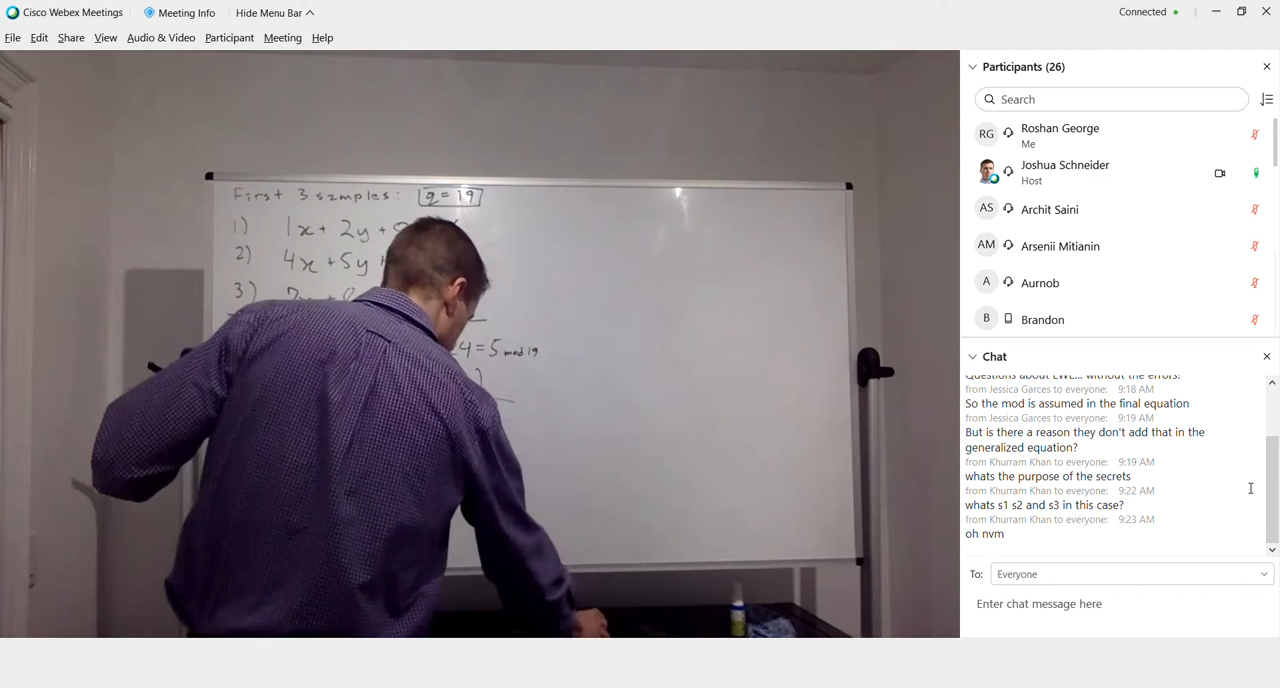 Cisco Webex Meetings
Meeting Info
Hide Menu Bar
Connected
File Edit Share View Audio & Video Participant Meeting Help
First 3 samples: q = 19
1) 1x + 2y +
2) 4x + 5y
3)
4 = 5 mod 19
Participants (26)
Search
RG Roshan George
Me
Joshua Schneider
Host
AS Archit Saini
AM Arsenii Mitianin
A Aurnob
B Brandon
Chat
Questions about LWE... without the errors?
from Jessica Garces to everyone: 9:18 AM
So the mod is assumed in the final equation
from Jessica Garces to everyone: 9:19 AM
But is there a reason they don't add that in the
generalized equation?
from Khurram Khan to everyone: 9:19 AM
whats the purpose of the secrets
from Khurram Khan to everyone: 9:22 AM
whats s1 s2 and s3 in this case?
from Khurram Khan to everyone: 9:23 AM
oh nvm
To: Everyone
Enter chat message here